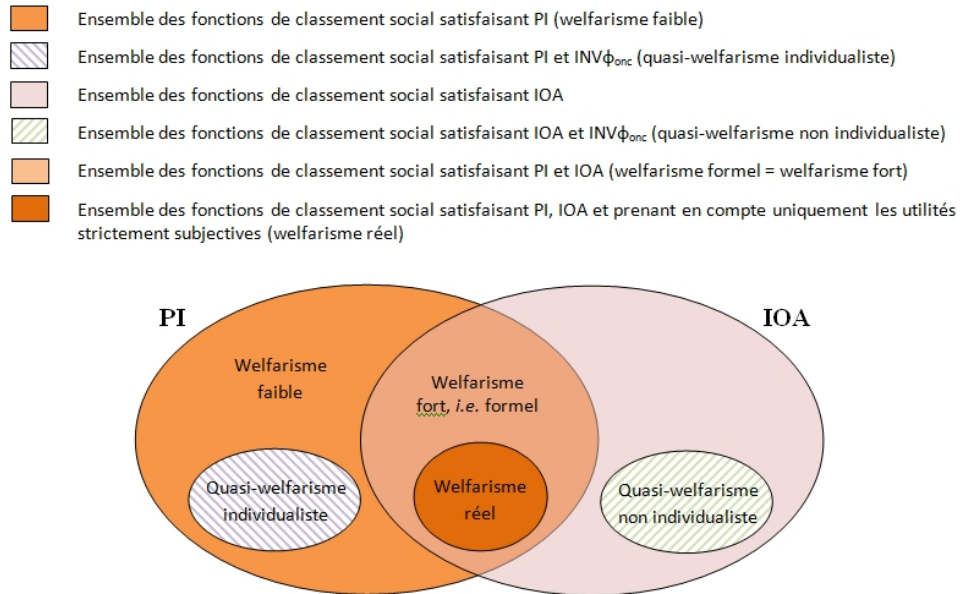 Ensemble des fonctions de classement social satisfaisant PI (welfarisme faible)
Ensemble des fonctions de classement social satisfaisant PI et INVϕonc (quasi-welfarisme individualiste)
Ensemble des fonctions de classement social satisfaisant IOA
Ensemble des fonctions de classement social satisfaisant IOA et INVϕonc (quasi-welfarisme non individualiste)
Ensemble des fonctions de classement social satisfaisant PI et IOA (welfarisme formel = welfarisme fort)
Ensemble des fonctions de classement social satisfaisant PI, IOA et prenant en compte uniquement les utilités
strictement subjectives (welfarisme réel)
PI
IOA
Welfarisme
faible
Welfarisme
fort, i.e. formel
Quasi-welfarisme
individualiste
Welfarisme
réel
Quasi-welfarisme
non individualiste